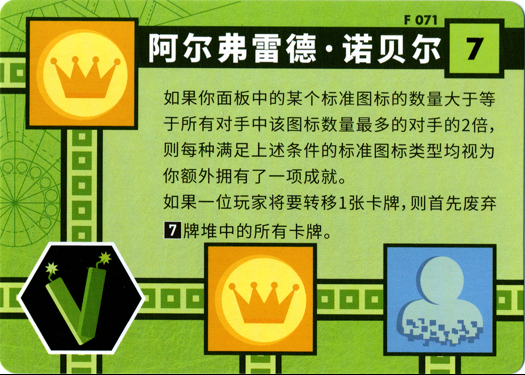 F 071
阿尔弗雷德·诺贝尔 7
如果你面板中的某个标准图标的数量大于等
于所有对手中该图标数量最多的对手的2倍，
则每种满足上述条件的标准图标类型均视为
你额外拥有了一项成就。
如果一位玩家将要转移1张卡牌，则首先废弃
7牌堆中的所有卡牌。